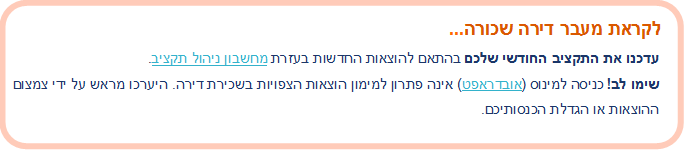 לקראת מעבר דירה שכורה...
עדכנו את התקציב החודשי שלכם בהתאם להוצאות החדשות בעזרת מחשבון ניהול תקציב.
שימו לב! כניסה למינוס (אובדראפט) אינה פתרון למימון הוצאות הצפויות בשכירת דירה. היערכו מראש על ידי צמצום
ההוצאות או הגדלת הכנסותיכם.